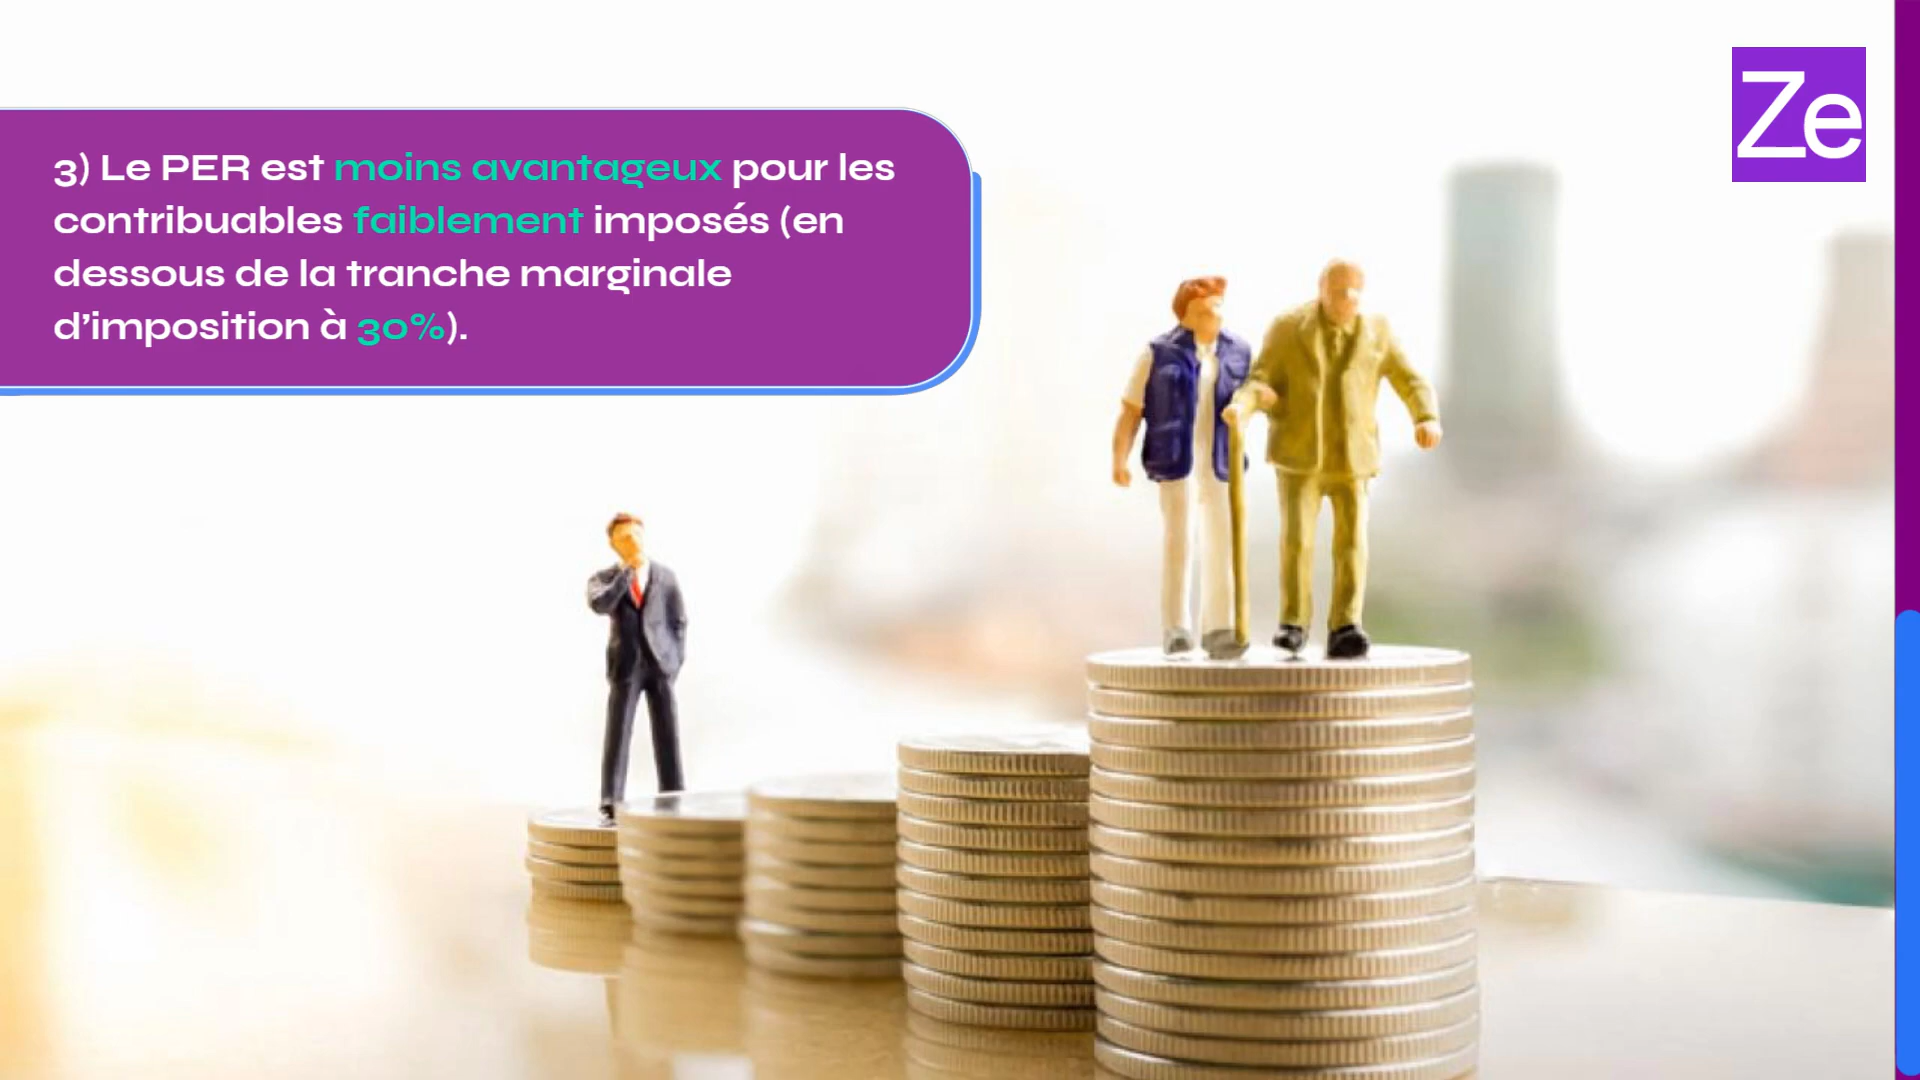 Ze
3) Le PER est moins avantageux pour les
contribuables faiblement imposés (en
dessous de la tranche marginale
d’imposition à 30%).